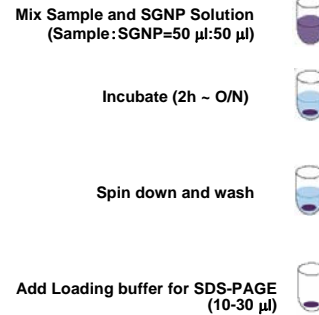 Mix Sample and SGNP Solution
(Sample:SGNP=50 μl:50 μl)
Incubate (2h ~ O/N)
Spin down and wash
Add Loading buffer for SDS-PAGE
(10-30 μl)